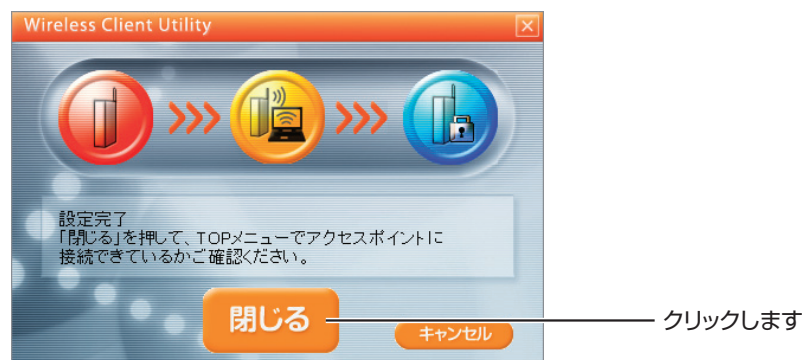 Wireless Client Utility
設定完了
「閉じる」を押して、TOPメニューでアクセスポイントに
接続できているかご確認ください。
閉じる
クリックします
キャンセル